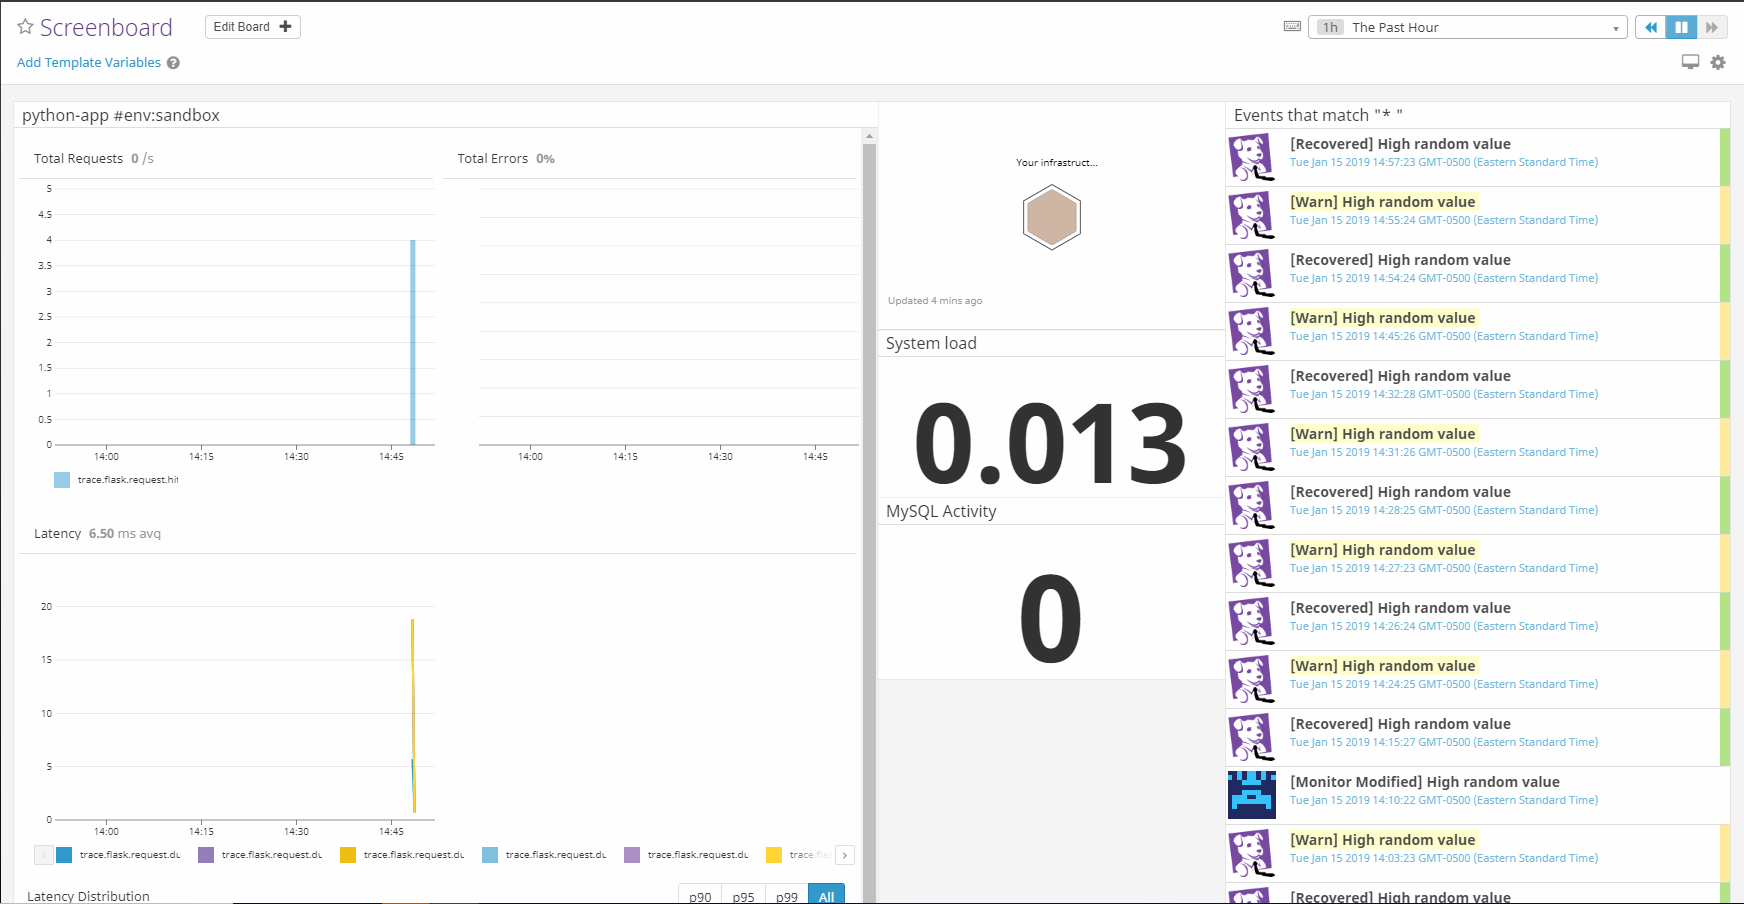 Screenboard
Edit Board
1h The Past Hour
Add Template Variables ?
python-app #env:sandbox
Total Requests 0 /s
5
4.5
4
3.5
3
2.5
2
1.5
1
0.5
0
14:00 14:15 14:30 14:45
trace.flask.request.hit
Total Errors 0%
14:00 14:15 14:30 14:45
Latency 6.50 ms avg
20
15
10
5
0
14:00 14:15 14:30 14:45
trace.flask.request.du trace.flask.request.du trace.flask.request.du trace.flask.request.du trace.flask.request.du trace.flas
Latency Distribution
p90 p95 p99 All
Your infrastruct...
Updated 4 mins ago
System load
0.013
MySQL Activity
0
Events that match "* "
[Recovered] High random value
Tue Jan 15 2019 14:57:23 GMT-0500 (Eastern Standard Time)
[Warn] High random value
Tue Jan 15 2019 14:55:24 GMT-0500 (Eastern Standard Time)
[Recovered] High random value
Tue Jan 15 2019 14:54:24 GMT-0500 (Eastern Standard Time)
[Warn] High random value
Tue Jan 15 2019 14:45:26 GMT-0500 (Eastern Standard Time)
[Recovered] High random value
Tue Jan 15 2019 14:32:28 GMT-0500 (Eastern Standard Time)
[Warn] High random value
Tue Jan 15 2019 14:31:26 GMT-0500 (Eastern Standard Time)
[Recovered] High random value
Tue Jan 15 2019 14:28:25 GMT-0500 (Eastern Standard Time)
[Warn] High random value
Tue Jan 15 2019 14:27:23 GMT-0500 (Eastern Standard Time)
[Recovered] High random value
Tue Jan 15 2019 14:26:24 GMT-0500 (Eastern Standard Time)
[Warn] High random value
Tue Jan 15 2019 14:24:25 GMT-0500 (Eastern Standard Time)
[Recovered] High random value
Tue Jan 15 2019 14:15:27 GMT-0500 (Eastern Standard Time)
[Monitor Modified] High random value
Tue Jan 15 2019 14:10:22 GMT-0500 (Eastern Standard Time)
[Warn] High random value
Tue Jan 15 2019 14:03:23 GMT-0500 (Eastern Standard Time)
[Recovered] High random value